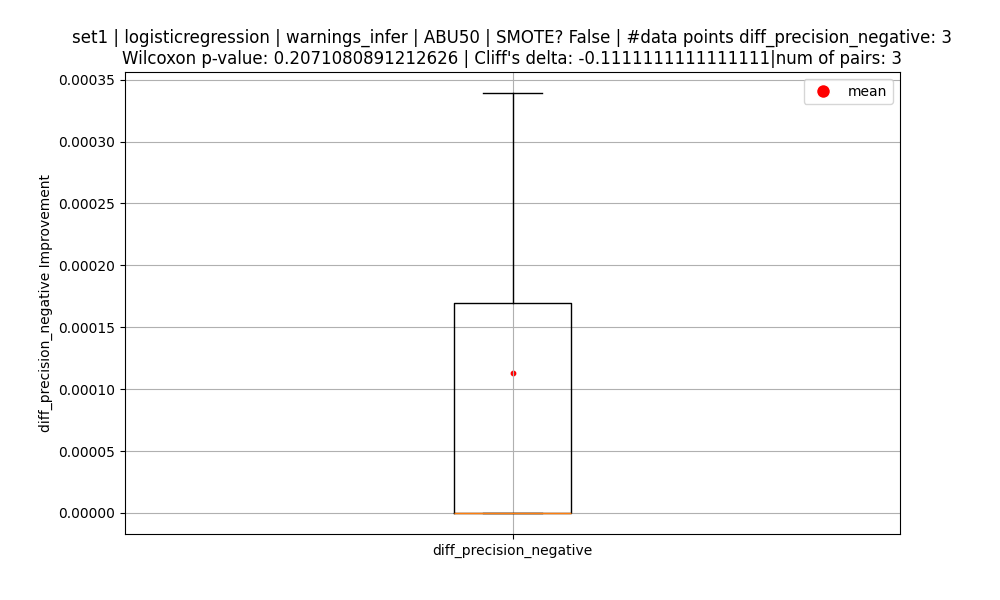 set1 | logisticregression | warnings_infer | ABU50 | SMOTE? False | #data points diff_precision_negative: 3
Wilcoxon p-value: 0.2071080891212626 | Cliff's delta: -0.1111111111111111|num of pairs: 3
mean
diff_precision_negative Improvement
0.00035
0.00030
0.00025
0.00020
0.00015
0.00010
0.00005
0.00000
diff_precision_negative